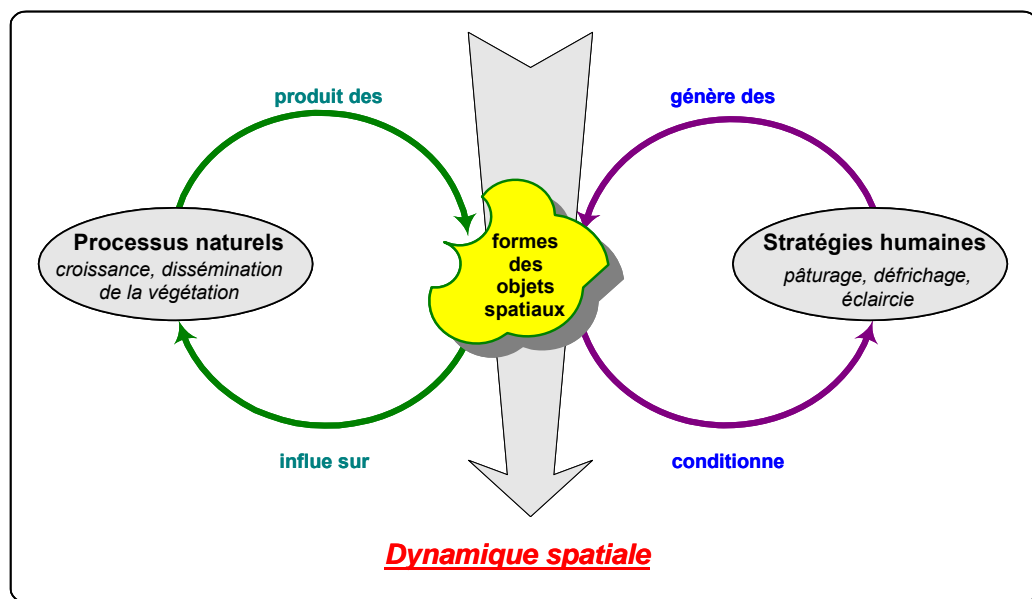 produit des
génère des
Processus naturels
croissance, dissémination
de la végétation
formes
des
objets
spatiaux
Stratégies humaines
pâturage, défrichage,
éclaircie
influe sur
conditionne
Dynamique spatiale